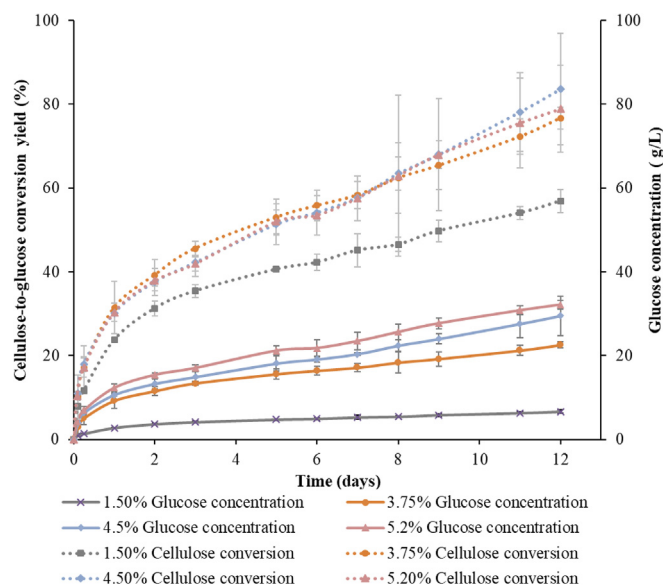 100
80
60
40
20
0
Cellulose-to-glucose conversion yield (%)
100
80
60
40
20
0
Glucose concentration ( g/L)
0 2 4 6 8 10 12
Time (days)
1.50% Glucose concentration
3.75% Glucose concentration
4.5% Glucose concentration
5.2% Glucose concentration
1.50% Cellulose conversion
3.75% Cellulose conversion
4.50% Cellulose conversion
5.20% Cellulose conversion